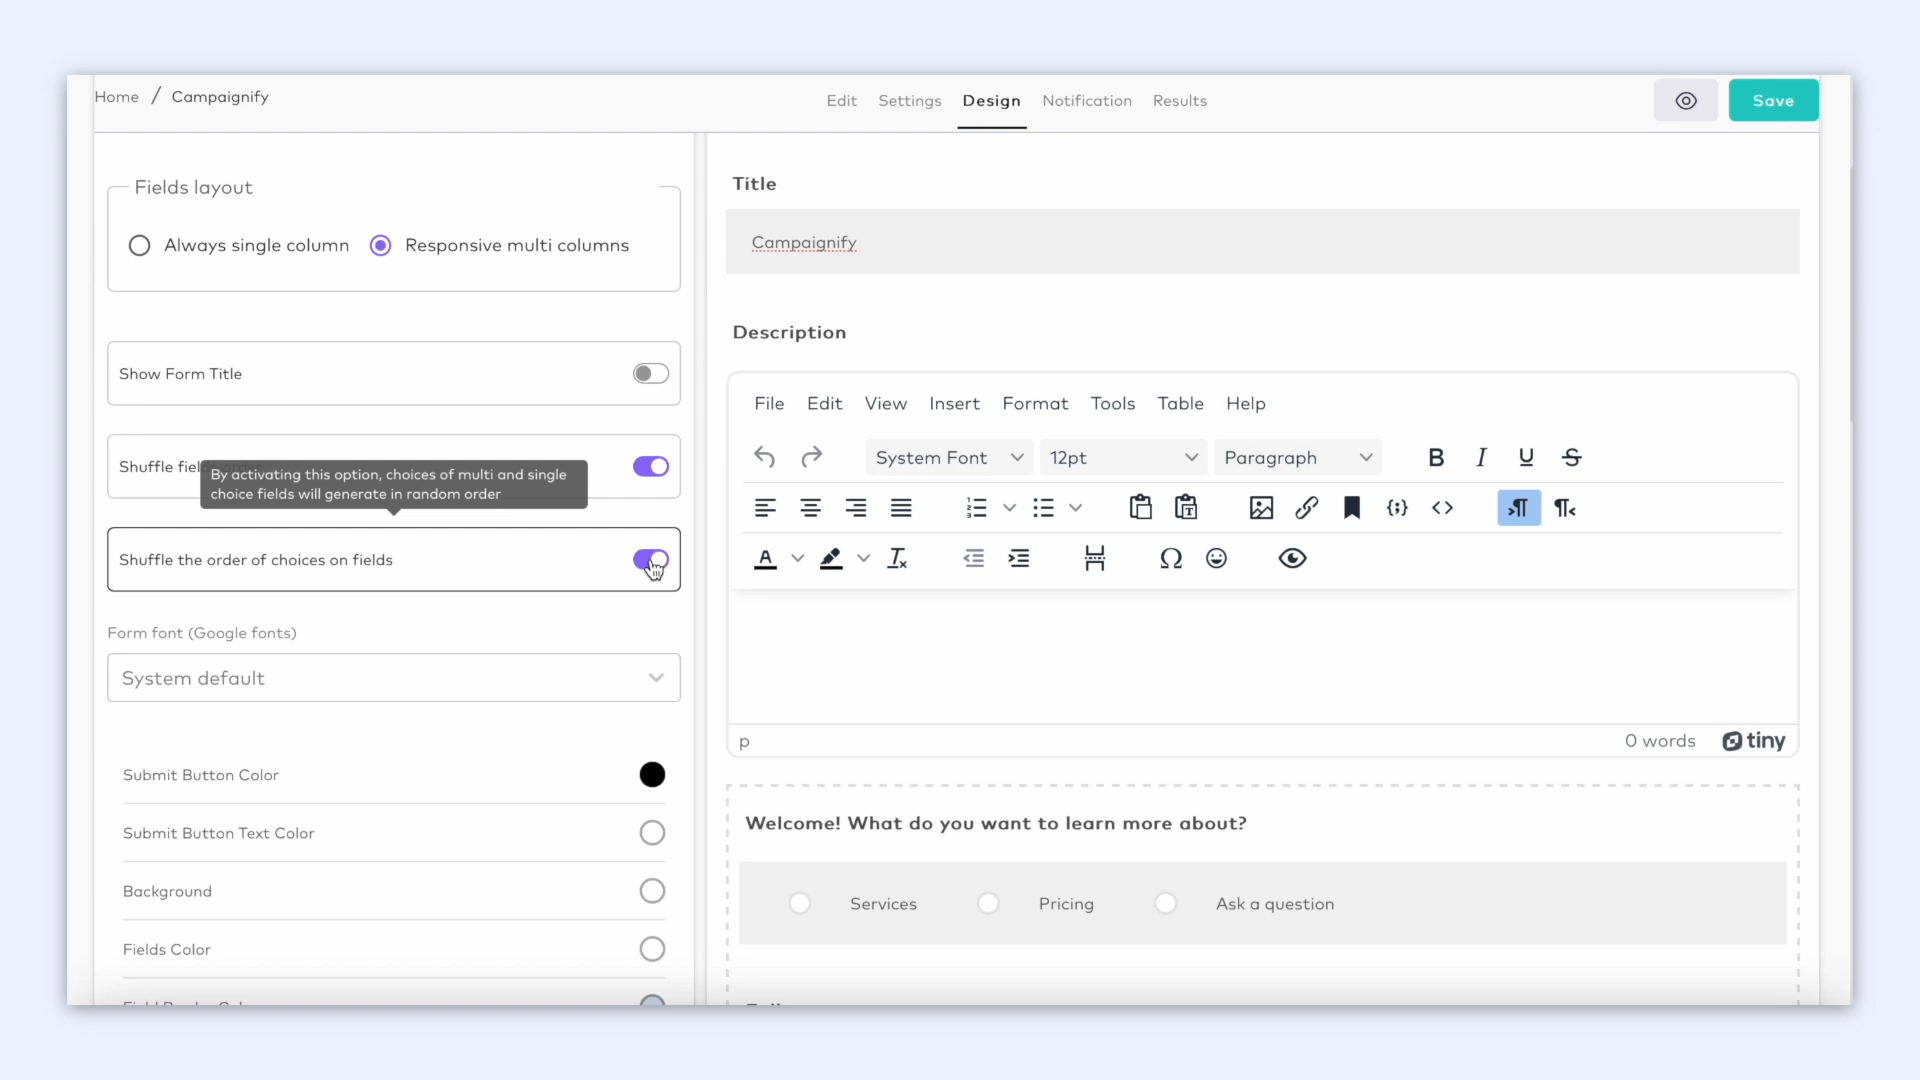 Home / Campaignify
Edit Settings Design Notification Results
Save
Fields layout
Always single column Responsive multi columns
Show Form Title
Shuffle fiel
By activating this option, choices of multi and single
choice fields will generate in random order
Shuffle the order of choices on fields
Form font (Google fonts)
System default
Submit Button Color
Submit Button Text Color
Background
Fields Color
Title
Campaignify
Description
File Edit View Insert Format Tools Table Help
System Font 12pt Paragraph
p
0 words tiny
Welcome! What do you want to learn more about?
Services Pricing Ask a question